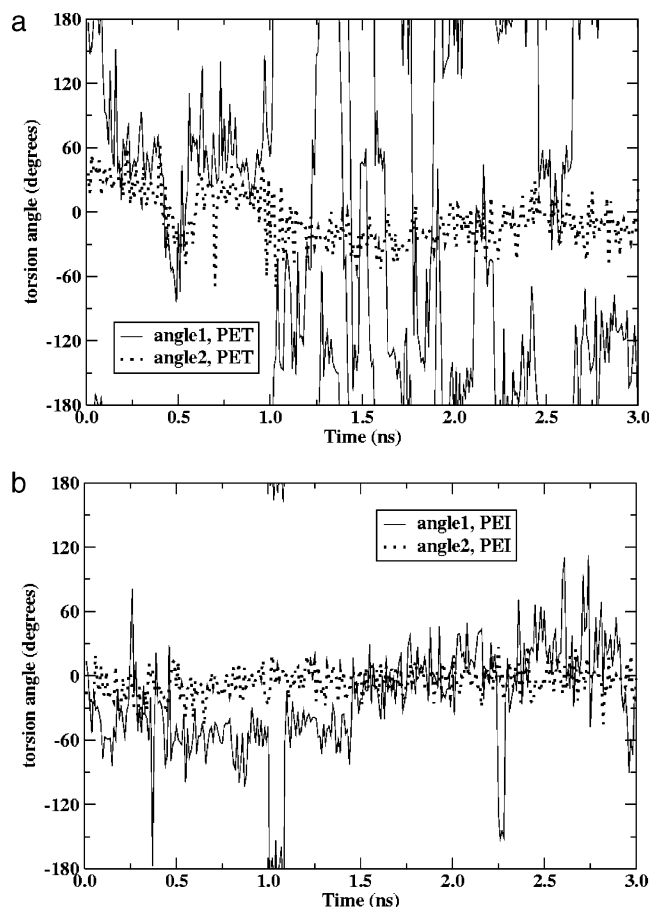 a
torsion angle (degrees)
180
120
60
0
-60
-120
-180
angle1, PET
angle2, PET
0.0 0.5 1.0 1.5 2.0 2.5 3.0
Time (ns)
b
torsion angle (degrees)
180
120
60
0
-60
-120
-180
angle1, PEI
angle2, PEI
0.0 0.5 1.0 1.5 2.0 2.5 3.0
Time (ns)